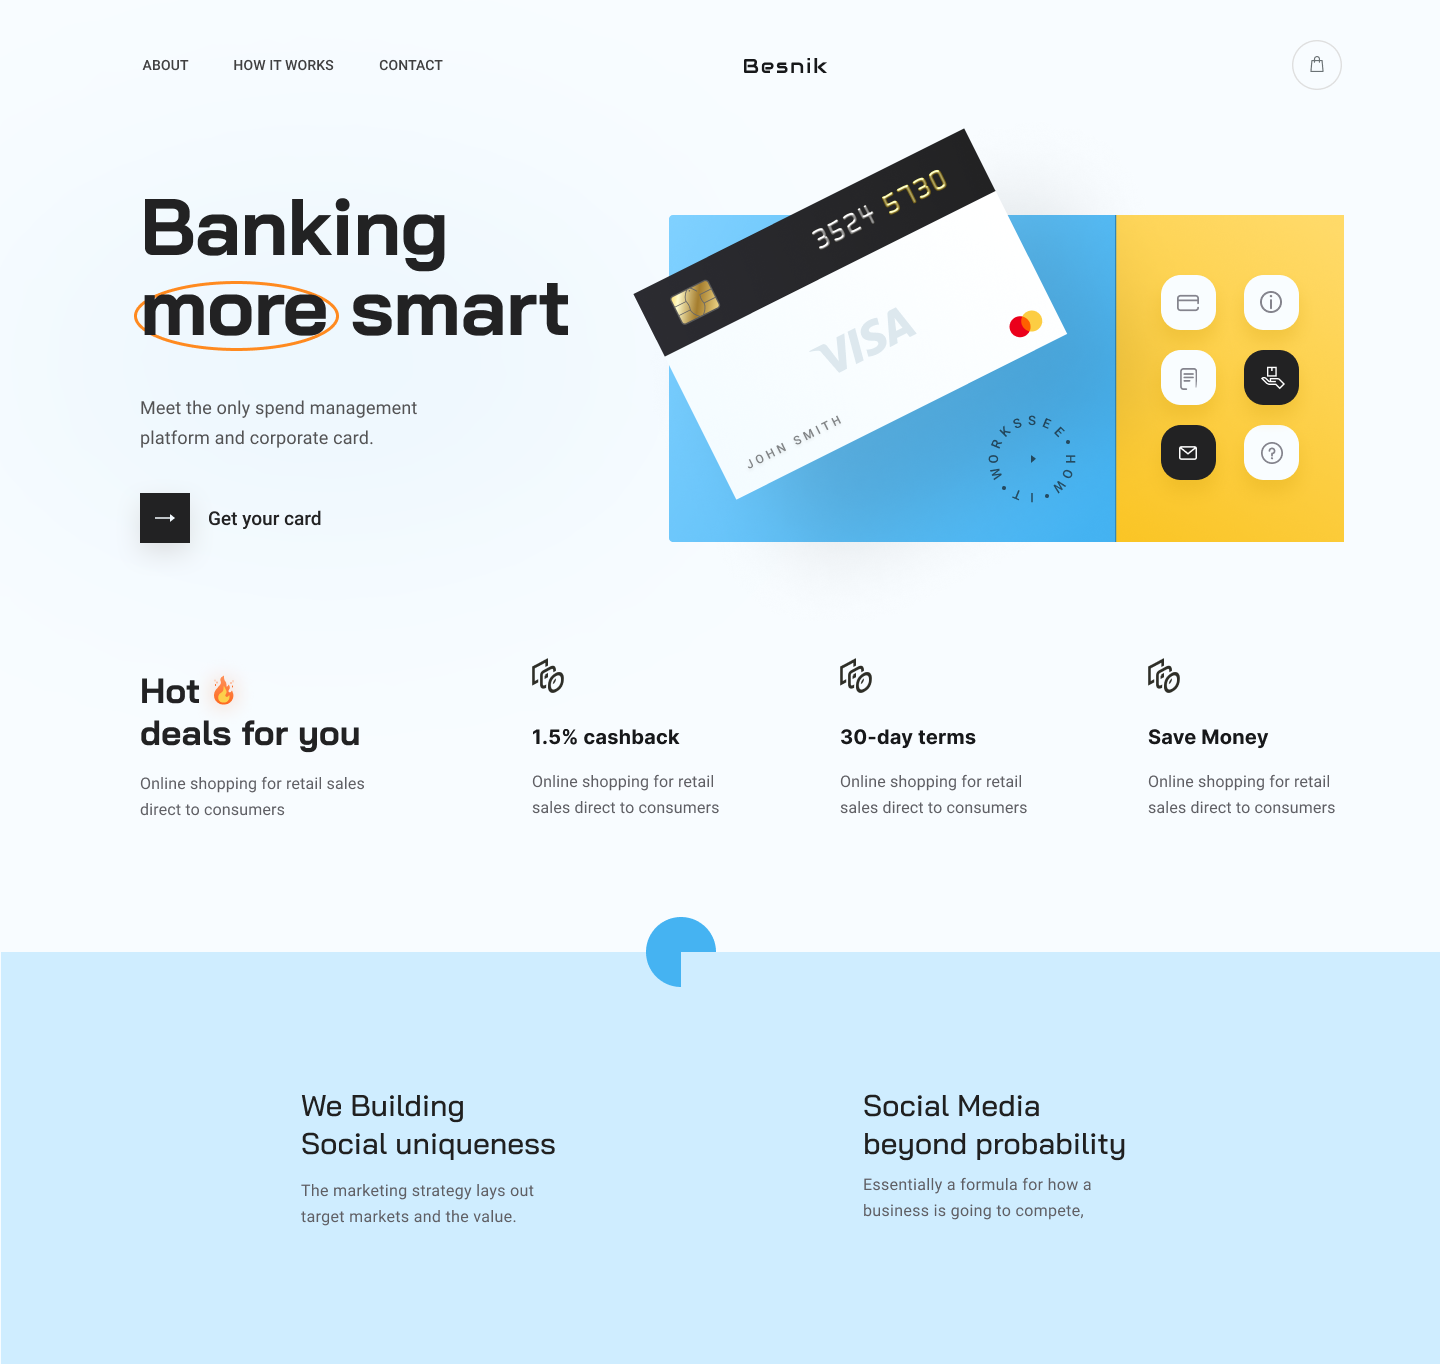 ABOUT
HOW IT WORKS
CONTACT
Besnik
Banking
more smart
Meet the only spend management
platform and corporate card.
Get your card
3524 5730
VISA
JOHN SMITH
SEE • HOW • IT • WORKS
Hot 🔥
deals for you
Online shopping for retail sales
direct to consumers
1.5% cashback
Online shopping for retail
sales direct to consumers
30-day terms
Online shopping for retail
sales direct to consumers
Save Money
Online shopping for retail
sales direct to consumers
We Building
Social uniqueness
The marketing strategy lays out
target markets and the value.
Social Media
beyond probability
Essentially a formula for how a
business is going to compete,